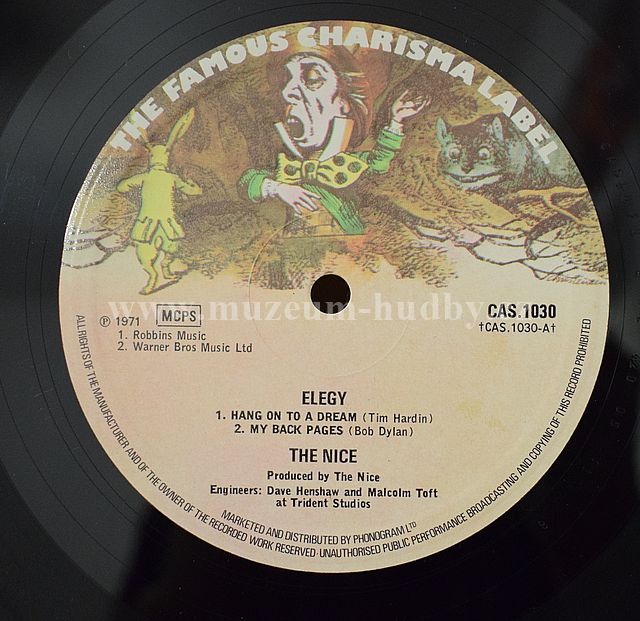 THE FAMOUS CHARISMA LABEL
www.muzeum-hudby.cz
℗ 1971 MCPS
1. Robbins Music
2. Warner Bros Music Ltd
CAS.1030
†CAS.1030-A†
ELEGY
1. HANG ON TO A DREAM (Tim Hardin)
2. MY BACK PAGES (Bob Dylan)
THE NICE
Produced by The Nice
Engineers: Dave Henshaw and Malcolm Toft
at Trident Studios
MARKETED AND DISTRIBUTED BY PHONOGRAM LTD
ALL RIGHTS OF THE MANUFACTURER AND OF THE OWNER OF THE RECORDED WORK RESERVED · UNAUTHORISED PUBLIC PERFORMANCE BROADCASTING AND COPYING OF THIS RECORD PROHIBITED